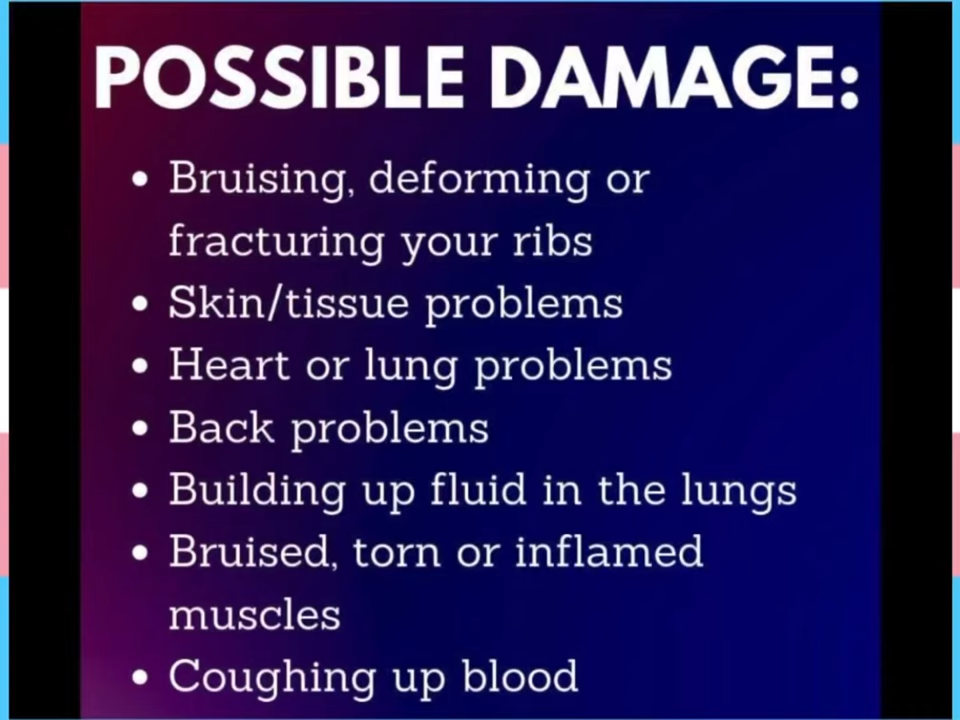 POSSIBLE DAMAGE:
• Bruising, deforming or
fracturing your ribs
• Skin/tissue problems
• Heart or lung problems
• Back problems
• Building up fluid in the lungs
• Bruised, torn or inflamed
muscles
• Coughing up blood